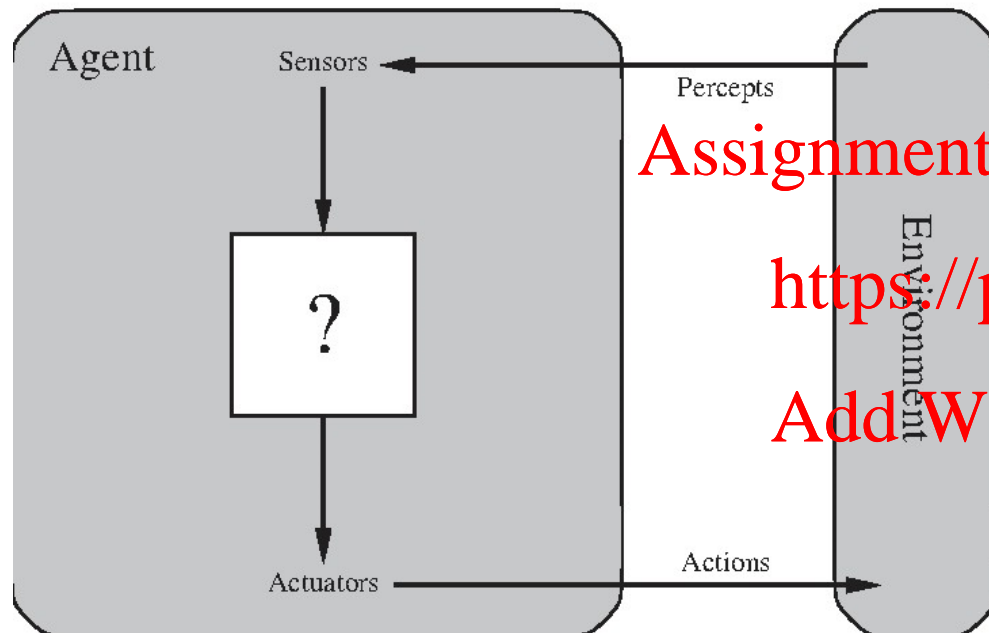 Agent
Sensors
Percepts
Assignment
https://p
Environment
?
Add W
Actions
Actuators